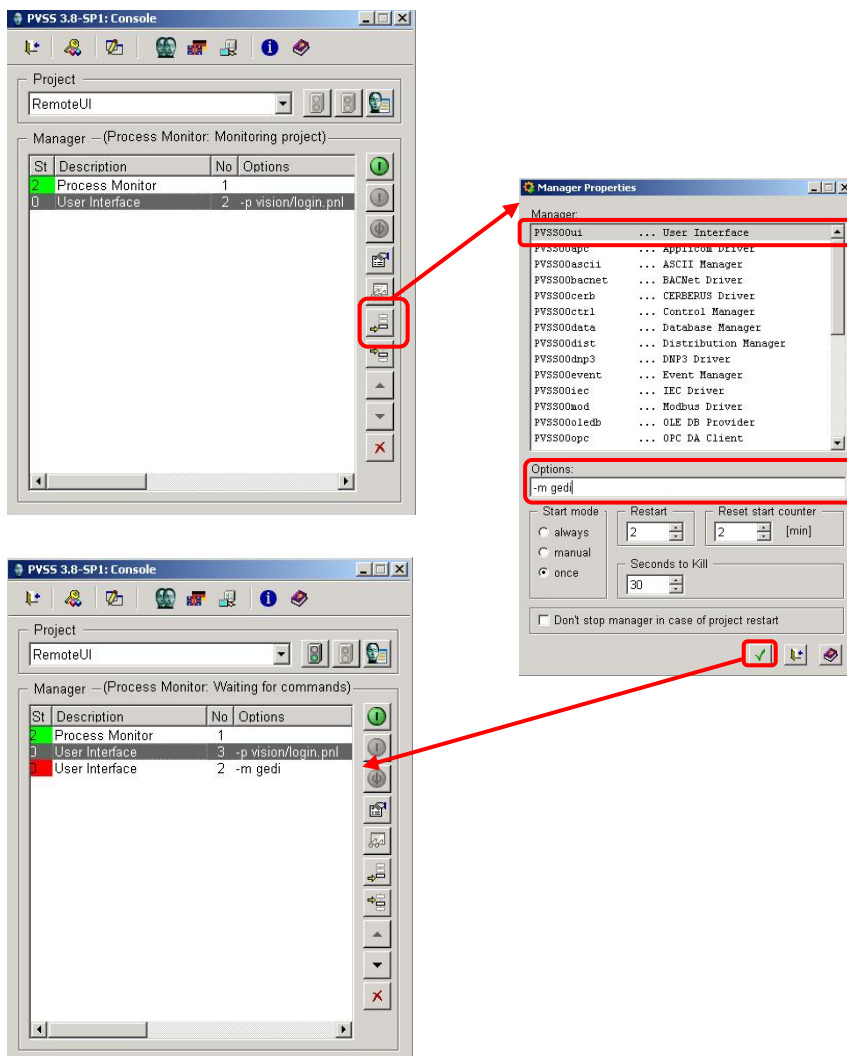 PVSS 3.8-SP1: Console
Project
RemoteUI
Manager (Process Monitor: Monitoring project)
St Description No Options
2 Process Monitor 1
0 User Interface 2 -p vision/login.pnl
Manager Properties
Manager:
PVSS00ui ... User Interface
PVSS00apc ... Applicom Driver
PVSS00ascii ... ASCII Manager
PVSS00bacnet ... BACNet Driver
PVSS00cerb ... CERBERUS Driver
PVSS00ctrl ... Control Manager
PVSS00data ... Database Manager
PVSS00dist ... Distribution Manager
PVSS00dnp3 ... DNP3 Driver
PVSS00event ... Event Manager
PVSS00iec ... IEC Driver
PVSS00mod ... Modbus Driver
PVSS00oledb ... OLE DB Provider
PVSS00opc ... OPC DA Client
Options:
-m gedi
Start mode Restart Reset start counter
always 2 2 [min]
manual
once
Seconds to Kill
30
Don't stop manager in case of project restart
PVSS 3.8-SP1: Console
Project
RemoteUI
Manager (Process Monitor: Waiting for commands)
St Description No Options
2 Process Monitor 1
User Interface 3 -p vision/login.pnl
User Interface 2 -m gedi